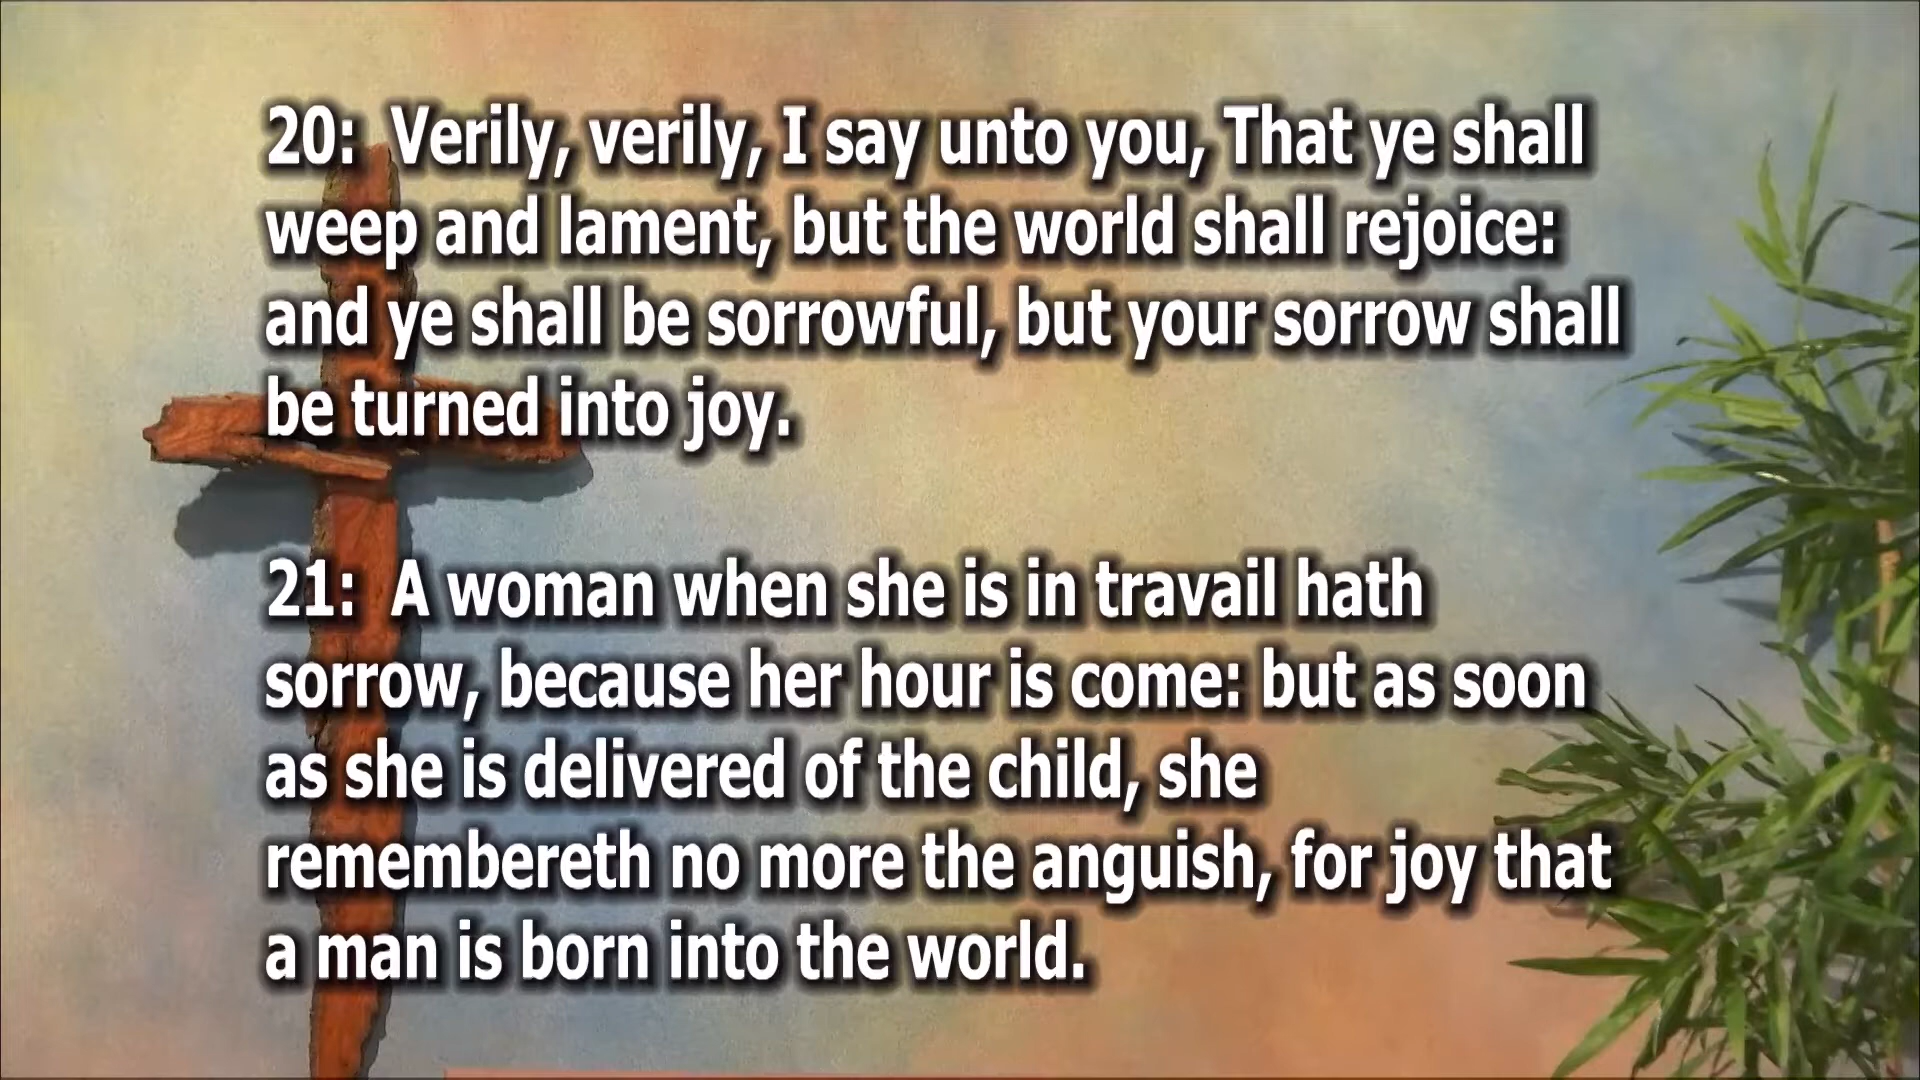 20: Verily, verily, I say unto you, That ye shall
weep and lament, but the world shall rejoice:
and ye shall be sorrowful, but your sorrow shall
be turned into joy.
21: A woman when she is in travail hath
sorrow, because her hour is come: but as soon
as she is delivered of the child, she
remembereth no more the anguish, for joy that
a man is born into the world.